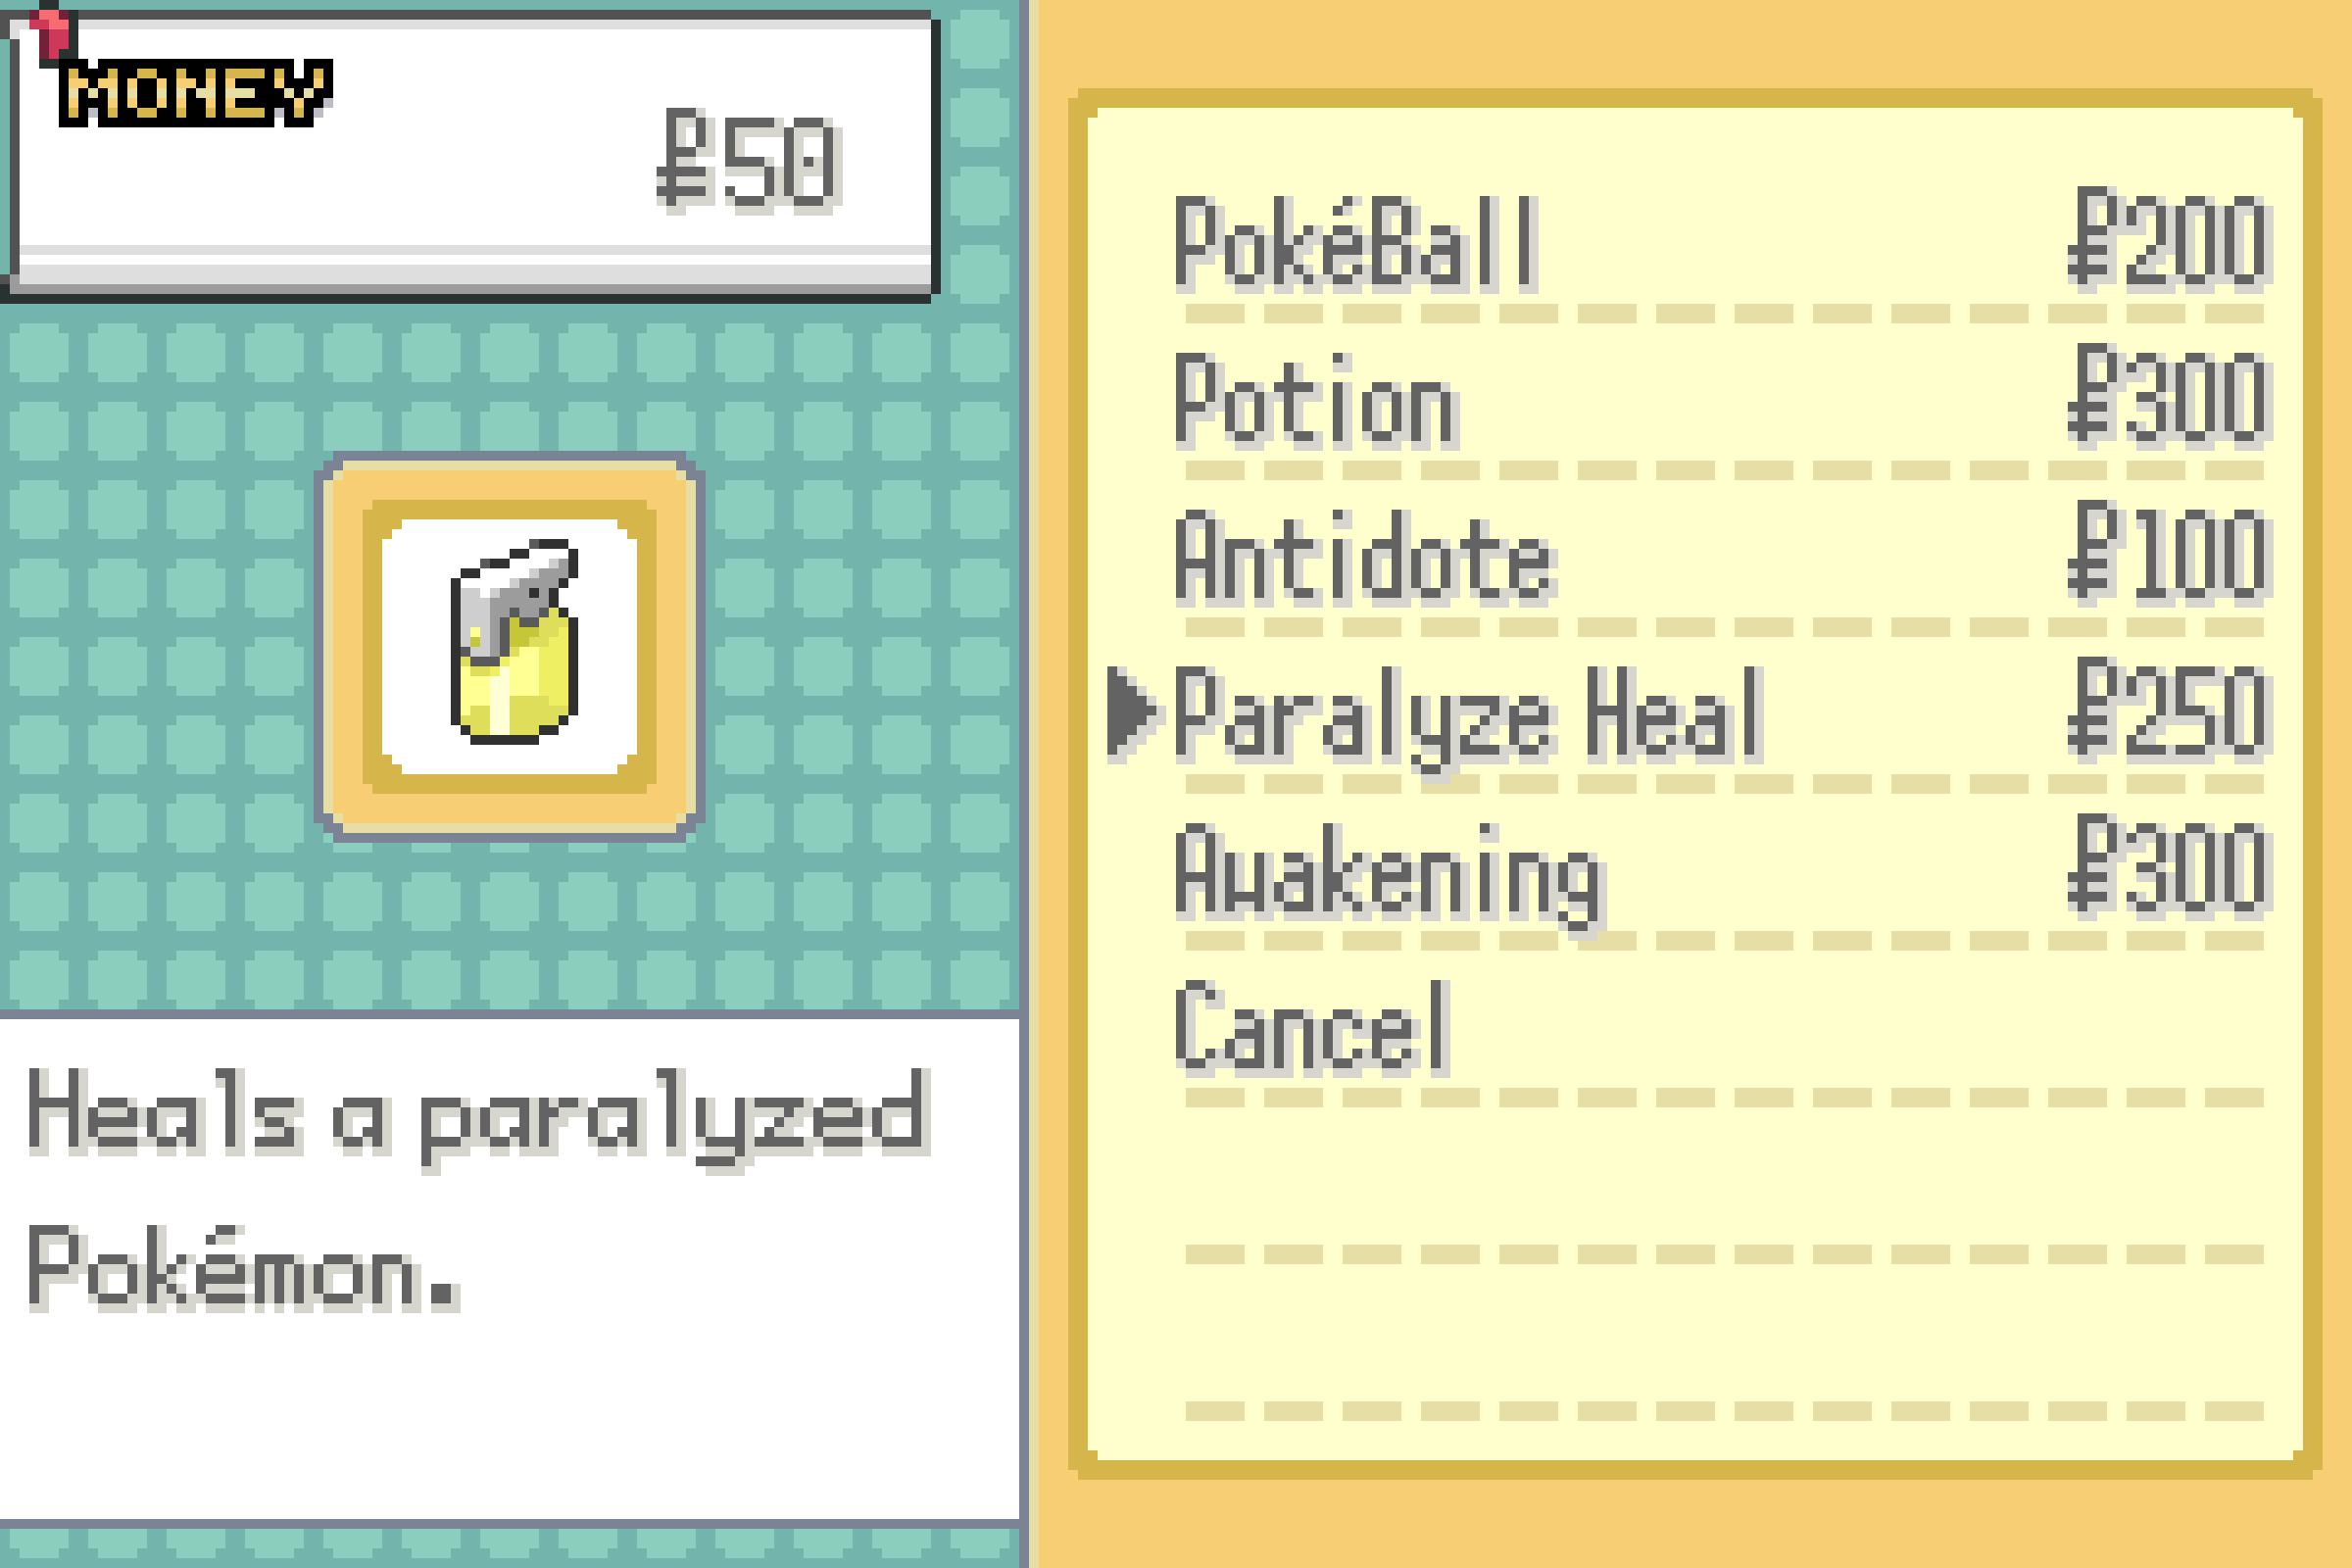 MONEY
₽50
PokéBall ₽200
Potion ₽300
Antidote ₽100
Paralyze Heal ₽250
Awakening ₽300
Cancel
Heals a paralyzed
Pokémon.